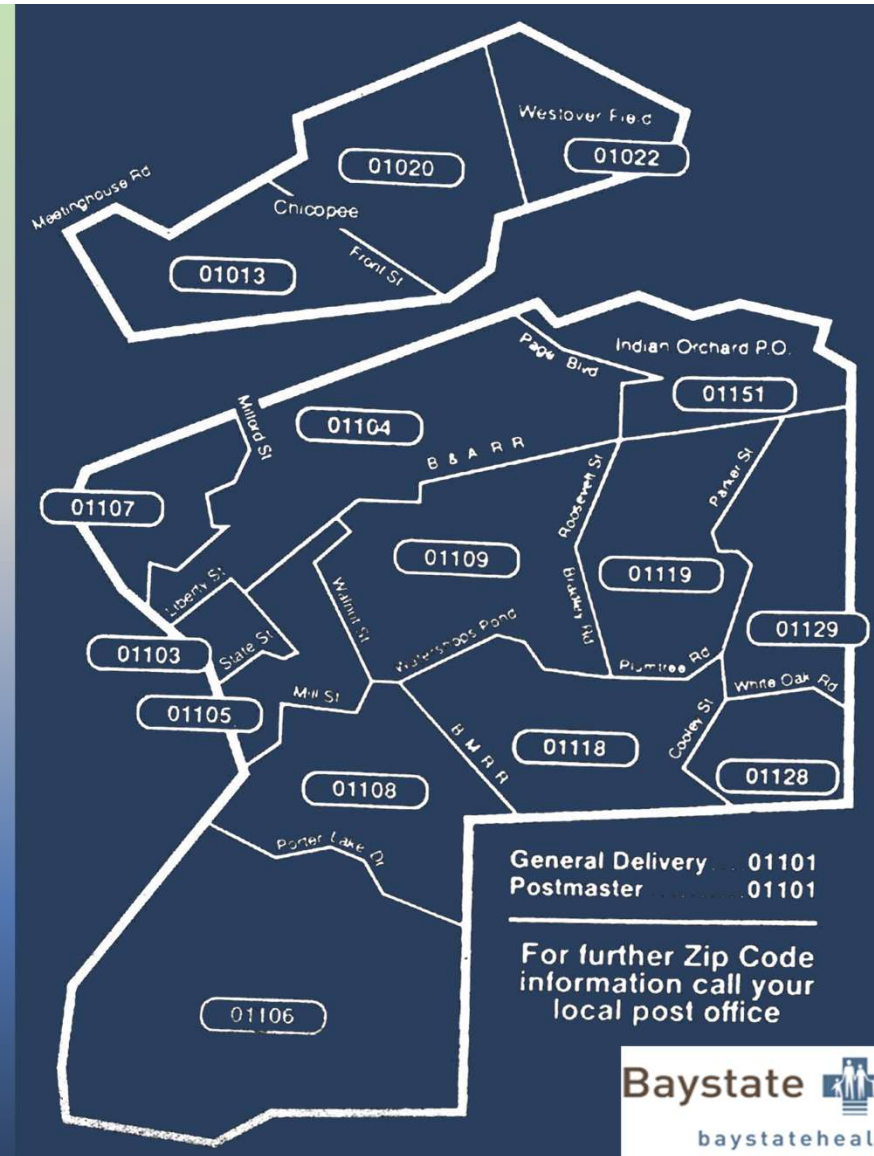 Westover Field
01022
01020
Meetinghouse Rd
Chicopee
01013
Front St
Page Blvd
Indian Orchard P.O.
01151
Milford St
01104
B & A R R
Roosevelt St
Parker St
01107
01109
01119
Liberty St
Walnut St
Bradley Rd
01129
01103
State St
Watershops Pond
Plumtree Rd
White Oak Rd
01105
Mill St
B M R R
01118
Cooley St
01128
01108
Porter Lake Dr
General Delivery ... 01101
Postmaster ......... 01101
For further Zip Code
information call your
local post office
01106
Baystate
baystateheal